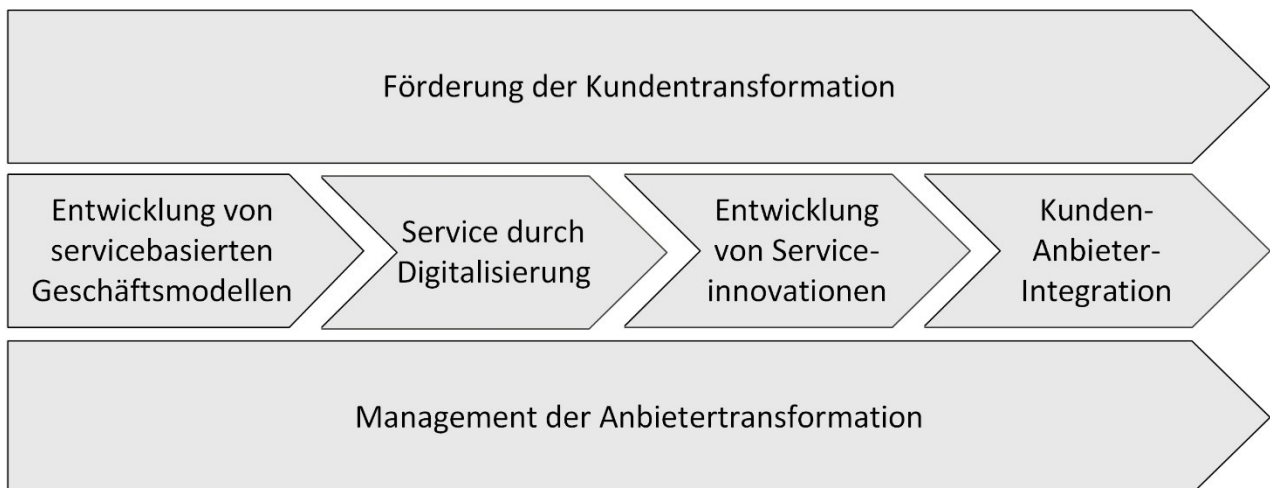 Förderung der Kundentransformation
Entwicklung von
servicebasierten
Geschäftsmodellen
Service durch
Digitalisierung
Entwicklung
von Service-
innovationen
Kunden-
Anbieter-
Integration
Management der Anbietertransformation